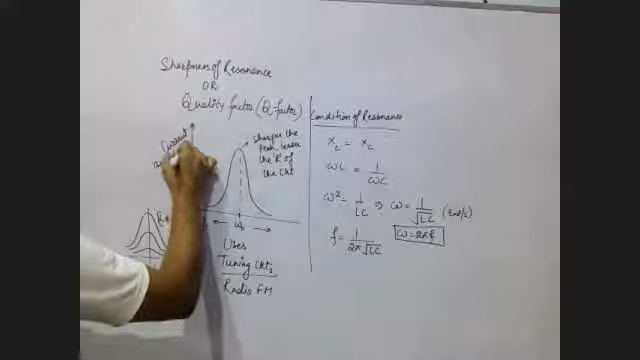 Sharpness of Resonance
OR
Quality factor (Q-factor)
Current
Sharper the
peak, lesser
the 'R' of
the Ckt
ω₀
R
Uses
Tuning Ckts
Radio FM
Condition of Resonance
X_L = X_C
ωL = 1/ωC
ω² = 1/LC ⇒ ω = 1/√LC (rad/s)
f = 1/2π√LC
ω = 2πf